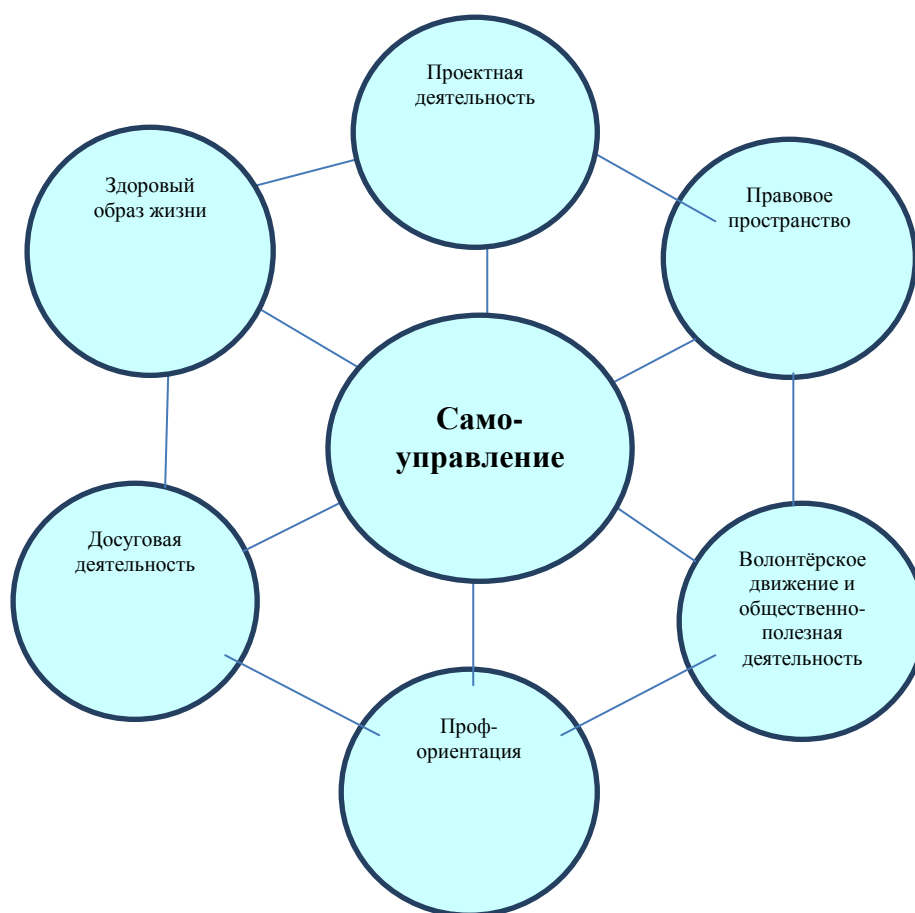 Проектная
деятельность
Здоровый
образ жизни
Правовое
пространство
Само-
управление
Досуговая
деятельность
Волонтёрское
движение и
общественно-
полезная
деятельность
Проф-
ориентация